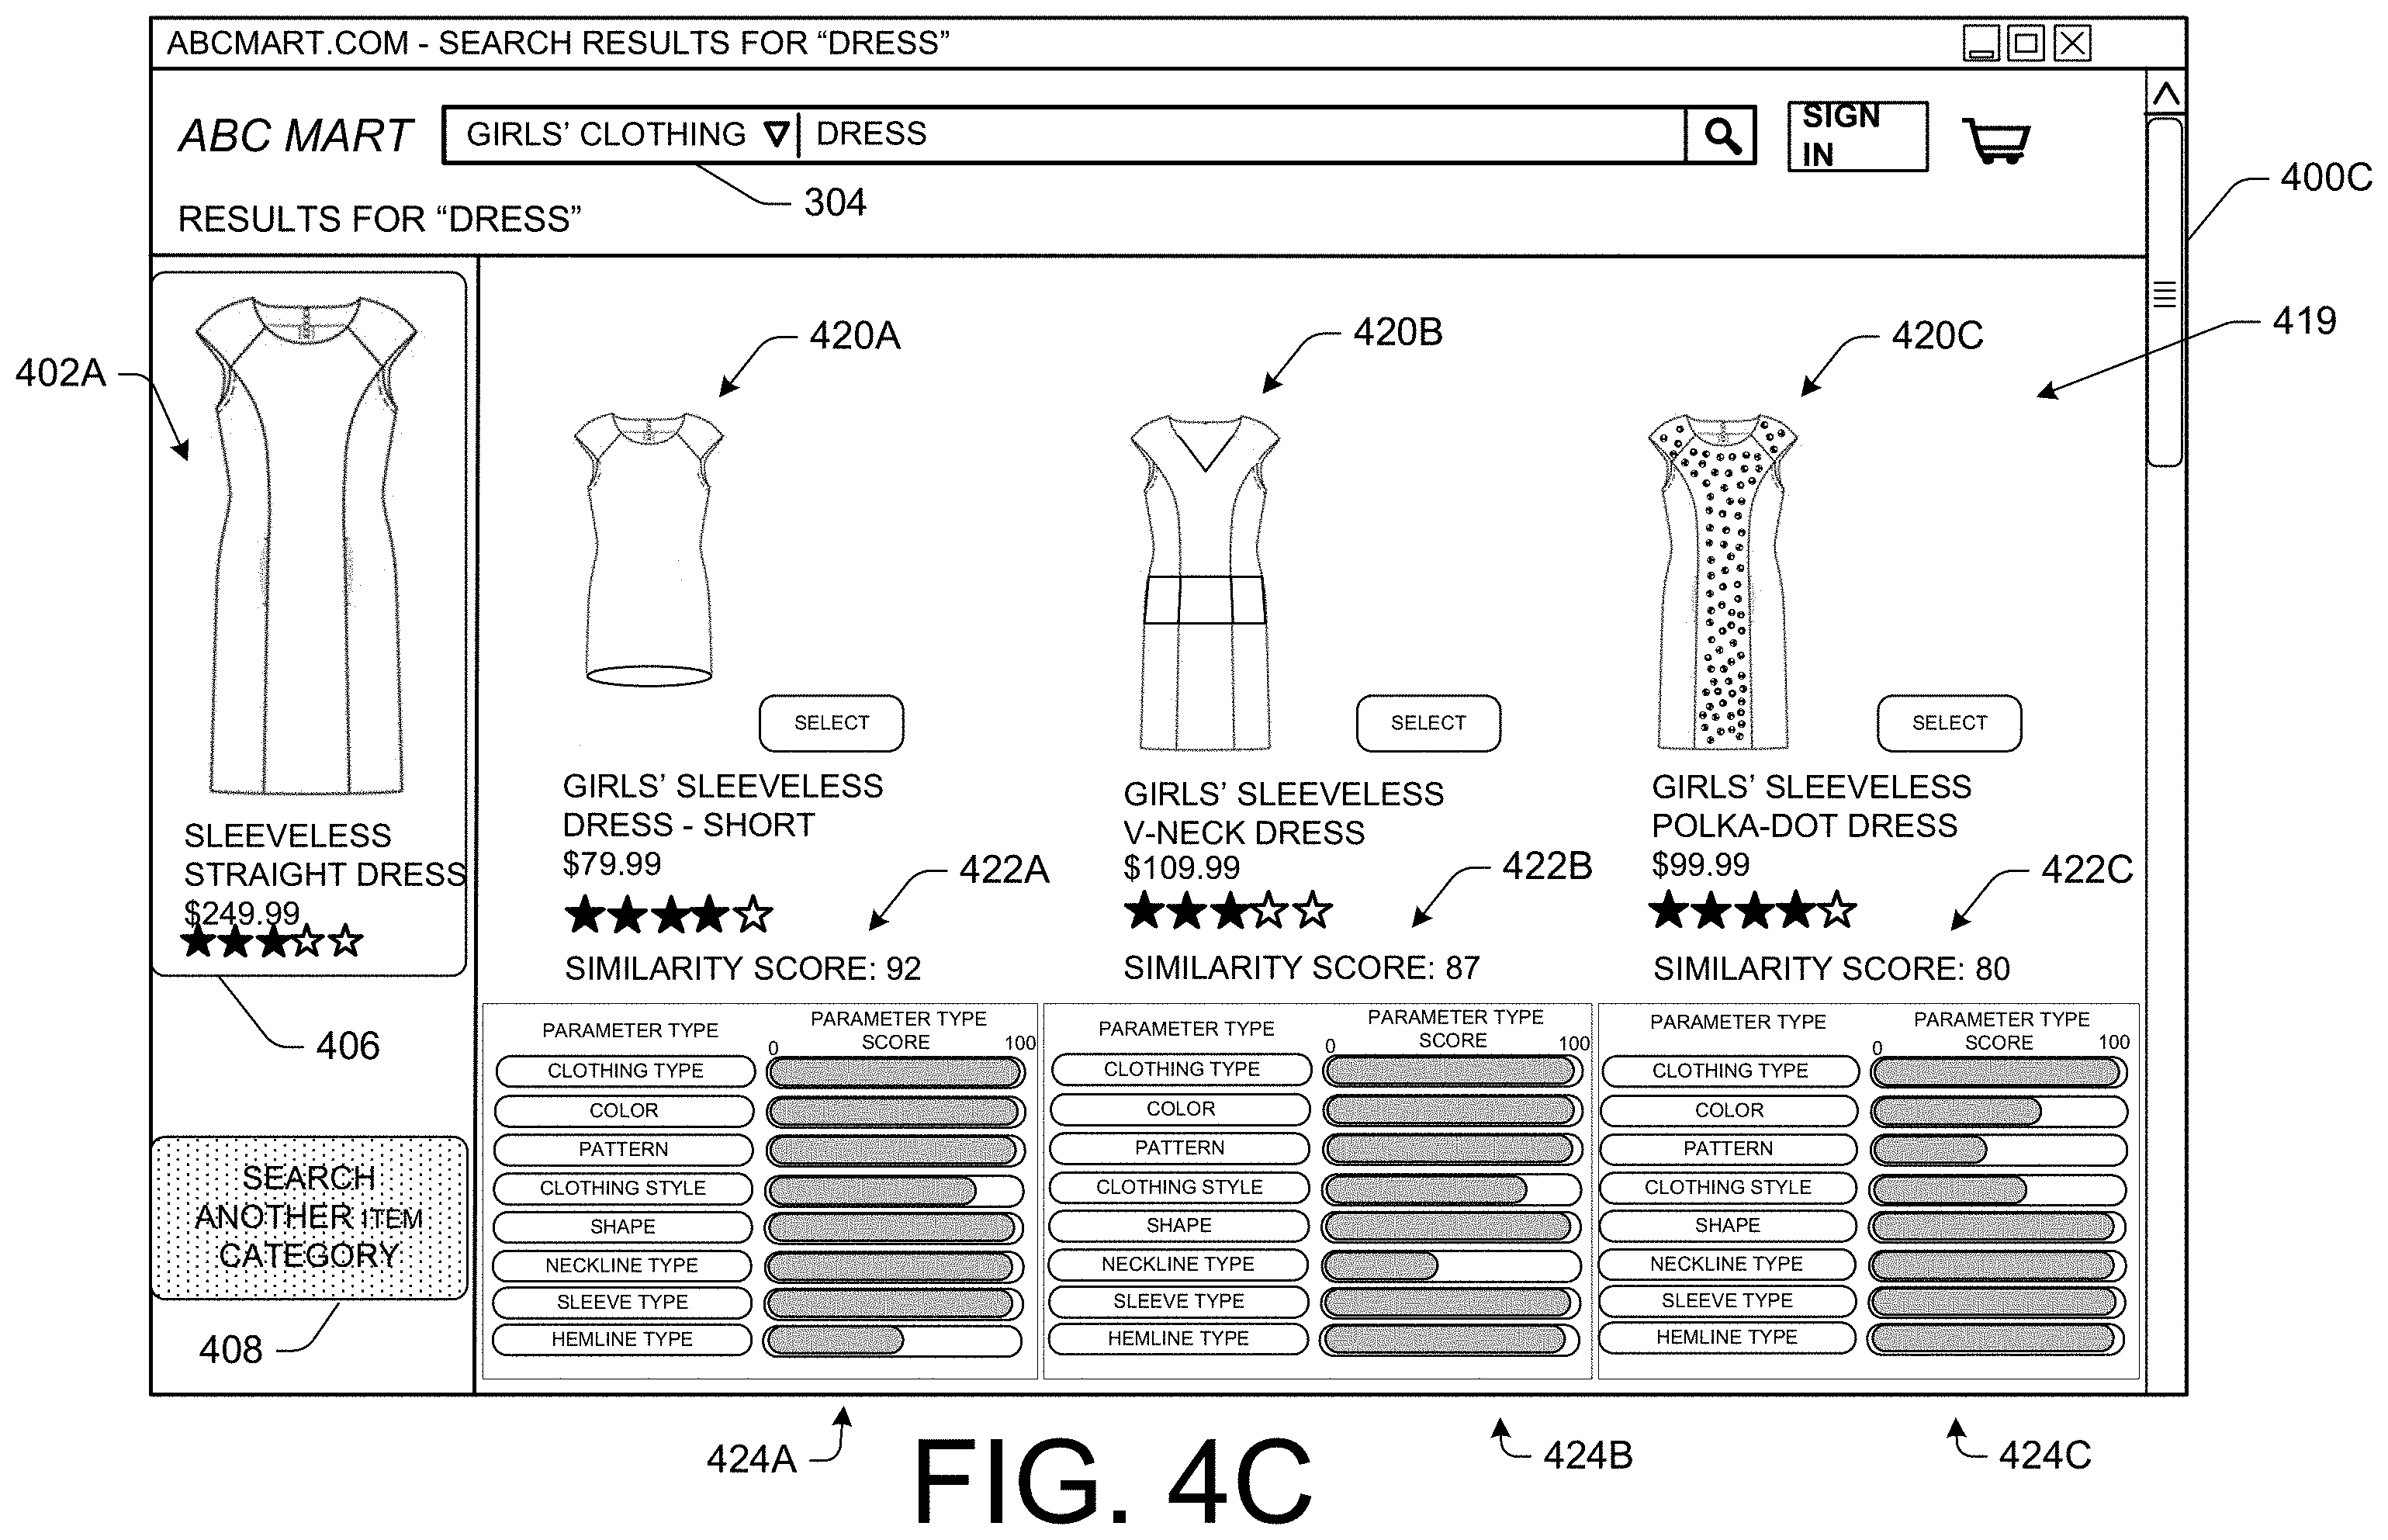 ABCMART.COM - SEARCH RESULTS FOR “DRESS”
ABC MART
GIRLS’ CLOTHING
DRESS
SIGN
IN
304
400C
RESULTS FOR “DRESS”
419
402A
420A
420B
420C
SLEEVELESS
STRAIGHT DRESS
$249.99
406
SEARCH
ANOTHER ITEM
CATEGORY
408
SELECT
GIRLS’ SLEEVELESS
DRESS - SHORT
$79.99
422A
SIMILARITY SCORE: 92
SELECT
GIRLS’ SLEEVELESS
V-NECK DRESS
$109.99
422B
SIMILARITY SCORE: 87
SELECT
GIRLS’ SLEEVELESS
POLKA-DOT DRESS
$99.99
422C
SIMILARITY SCORE: 80
PARAMETER TYPE
PARAMETER TYPE
SCORE
0
100
CLOTHING TYPE
COLOR
PATTERN
CLOTHING STYLE
SHAPE
NECKLINE TYPE
SLEEVE TYPE
HEMLINE TYPE
PARAMETER TYPE
PARAMETER TYPE
SCORE
0
100
CLOTHING TYPE
COLOR
PATTERN
CLOTHING STYLE
SHAPE
NECKLINE TYPE
SLEEVE TYPE
HEMLINE TYPE
PARAMETER TYPE
PARAMETER TYPE
SCORE
0
100
CLOTHING TYPE
COLOR
PATTERN
CLOTHING STYLE
SHAPE
NECKLINE TYPE
SLEEVE TYPE
HEMLINE TYPE
424A
424B
424C
FIG. 4C